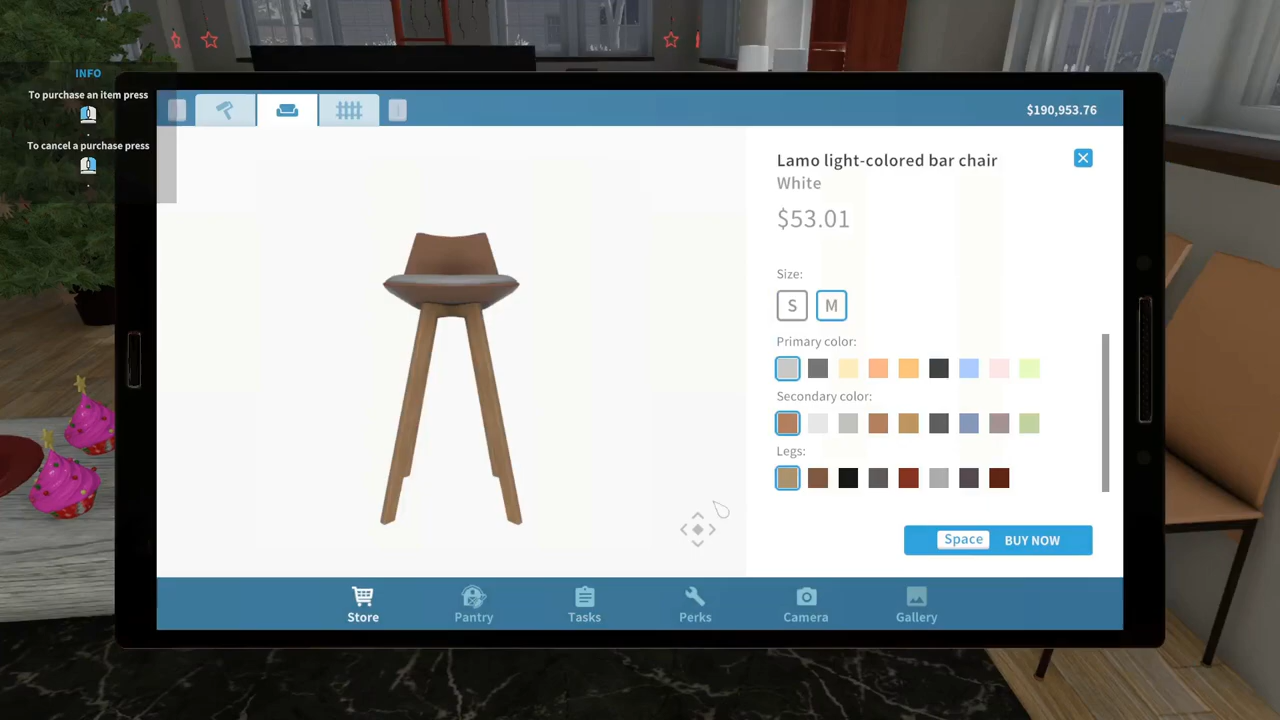 INFO
To purchase an item press
.
To cancel a purchase press
.
$190,953.76
Lamo light-colored bar chair
White
$53.01
Size:
S M
Primary color:
Secondary color:
Legs:
Space BUY NOW
Store Pantry Tasks Perks Camera Gallery